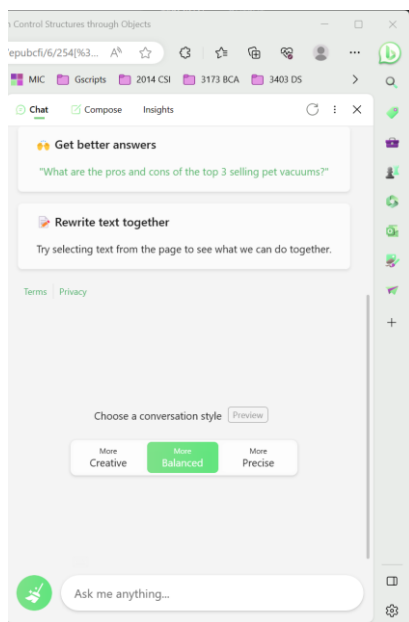 n Control Structures through Objects
/epubcfi/6/254[%3...
MIC Gscripts 2014 CSI 3173 BCA 3403 DS
Chat Compose Insights
Get better answers
"What are the pros and cons of the top 3 selling pet vacuums?"
Rewrite text together
Try selecting text from the page to see what we can do together.
Terms Privacy
Choose a conversation style Preview
More More More
Creative Balanced Precise
Ask me anything...